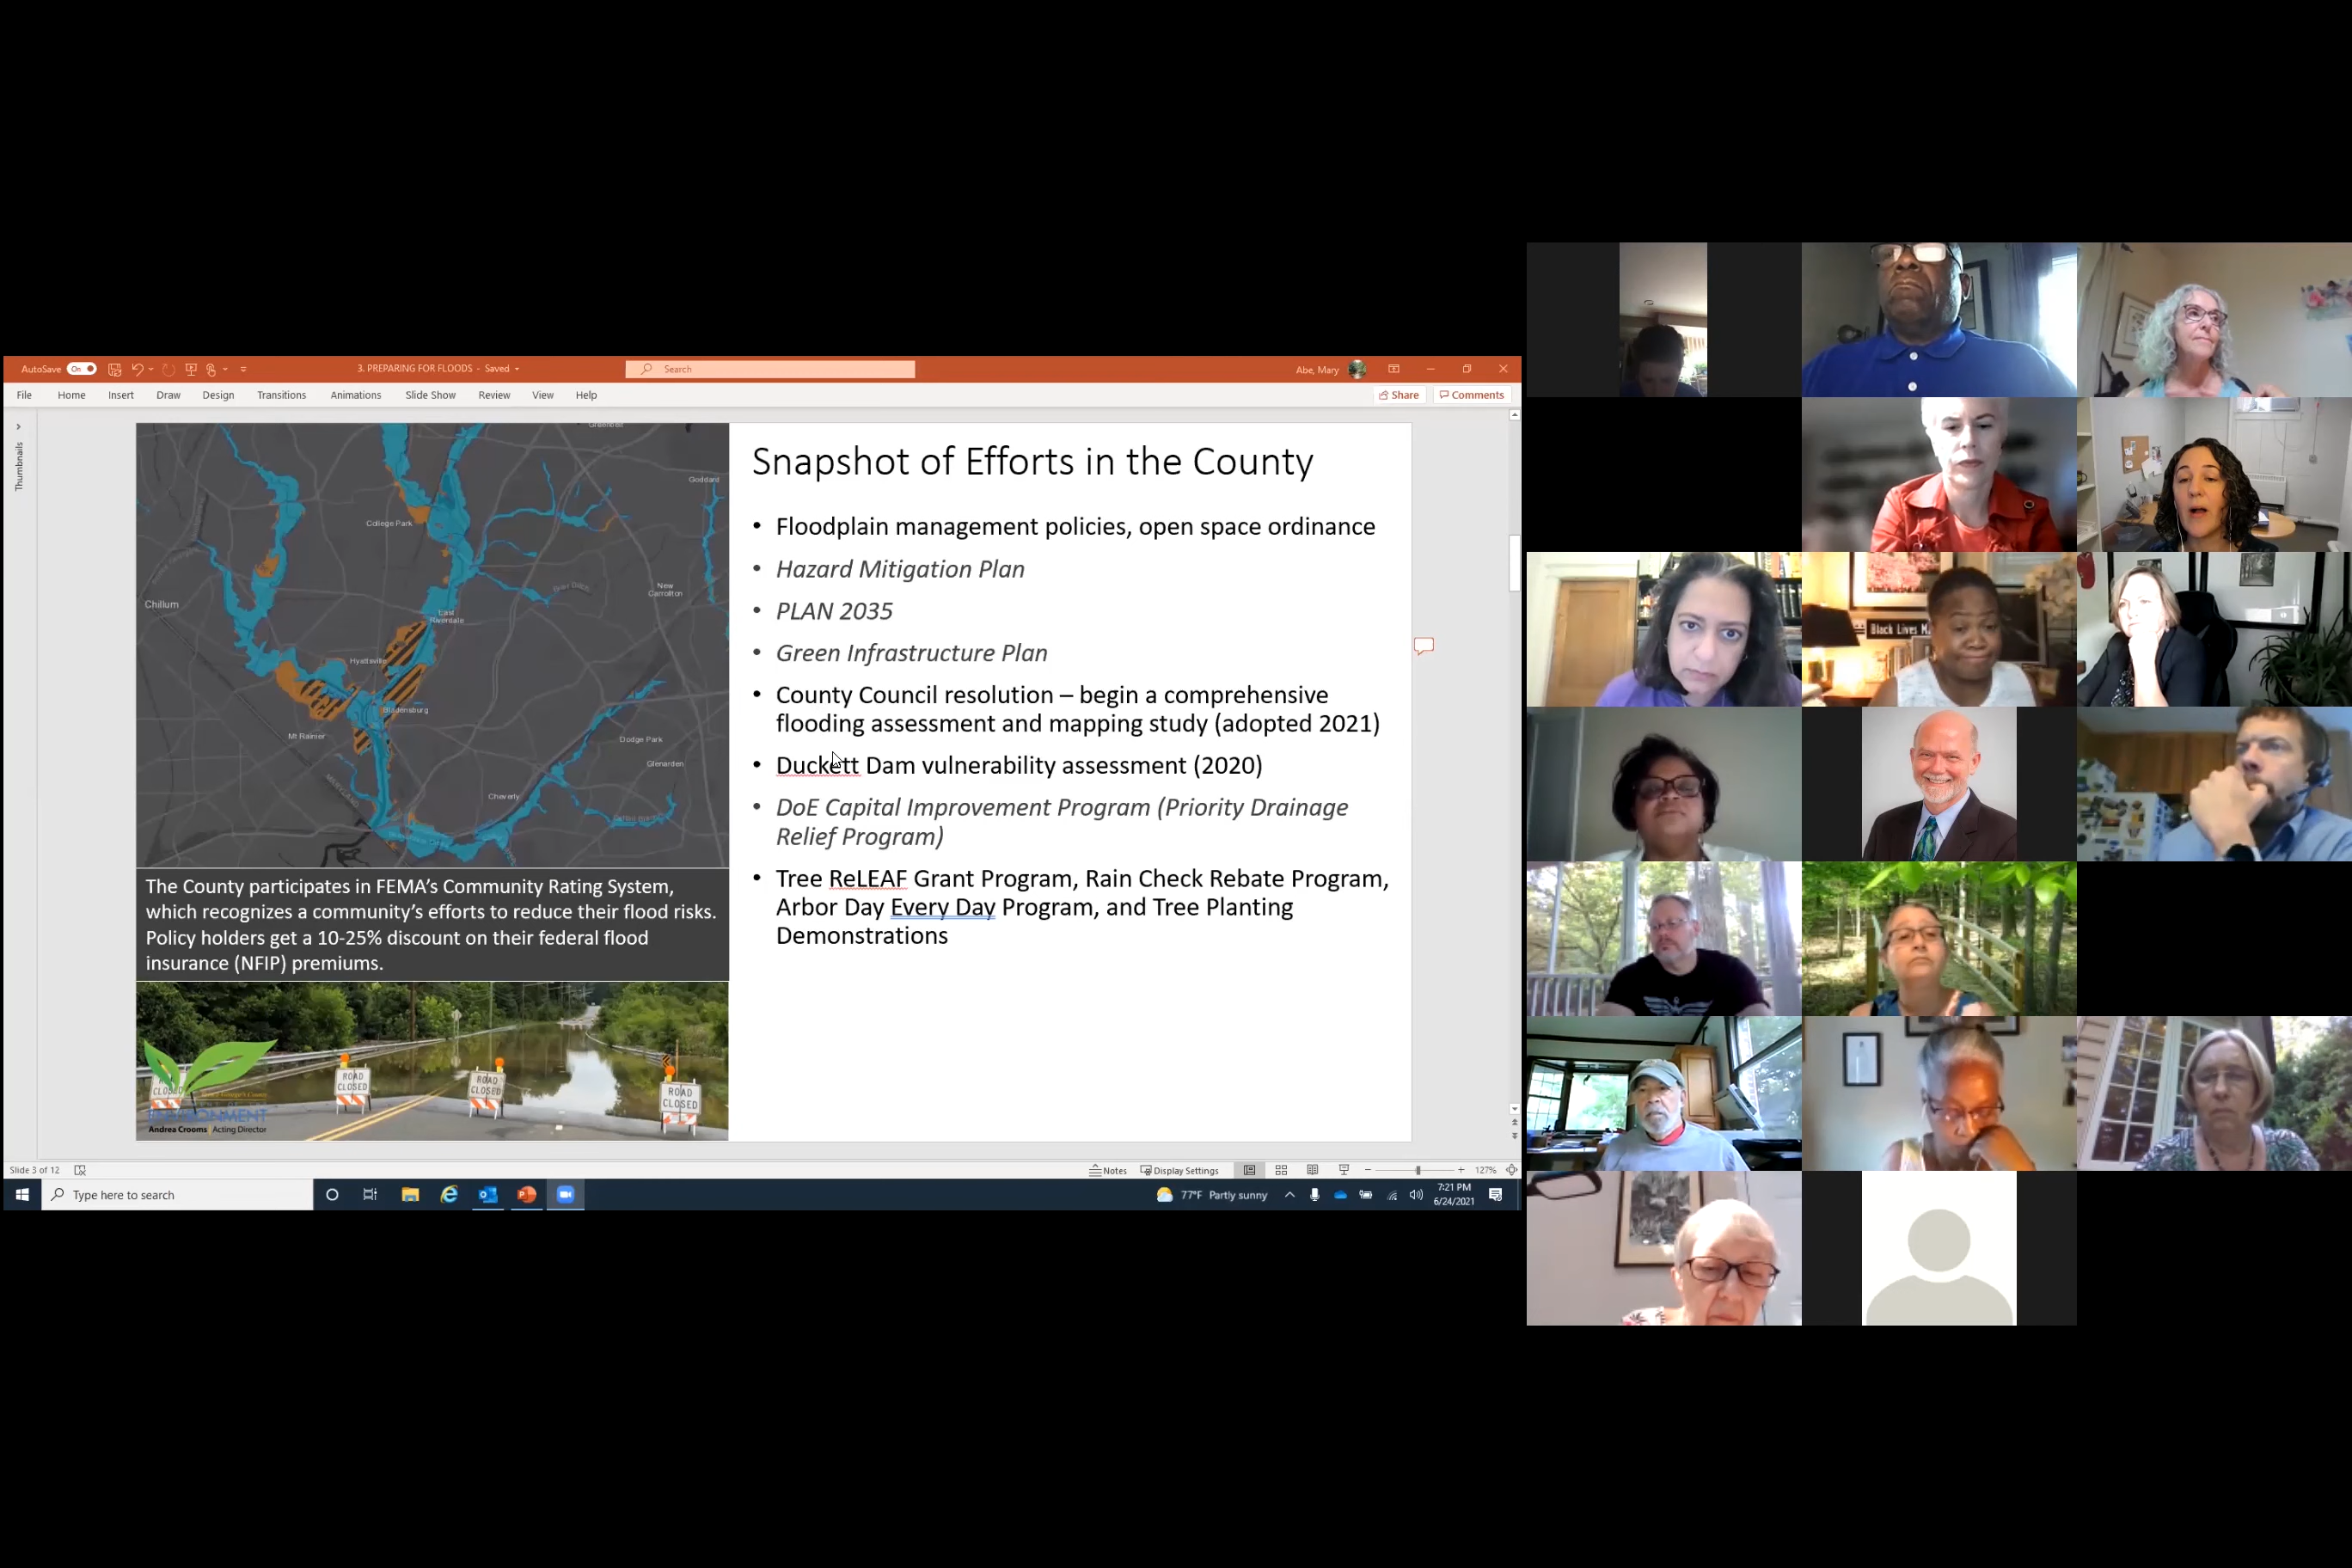 AutoSave On
3. PREPARING FOR FLOODS - Saved
Search
Abe, Mary
File Home Insert Draw Design Transitions Animations Slide Show Review View Help
Share Comments
Thumbnails
Greenbelt
Goddard
College Park
New Carrollton
Chillum
East Riverdale
Hyattsville
Bladensburg
Mt Rainier
Dodge Park
Glenarden
Cheverly
Snapshot of Efforts in the County
• Floodplain management policies, open space ordinance
• Hazard Mitigation Plan
• PLAN 2035
• Green Infrastructure Plan
• County Council resolution – begin a comprehensive
flooding assessment and mapping study (adopted 2021)
• Duckett Dam vulnerability assessment (2020)
• DoE Capital Improvement Program (Priority Drainage
Relief Program)
• Tree ReLEAF Grant Program, Rain Check Rebate Program,
Arbor Day Every Day Program, and Tree Planting
Demonstrations
The County participates in FEMA's Community Rating System,
which recognizes a community's efforts to reduce their flood risks.
Policy holders get a 10-25% discount on their federal flood
insurance (NFIP) premiums.
ROAD CLOSED
ROAD CLOSED
ROAD CLOSED
ENVIRONMENT
Andrea Crooms Acting Director
Black Lives
Slide 3 of 12
Notes Display Settings 127%
Type here to search
77°F Partly sunny
7:21 PM
6/24/2021